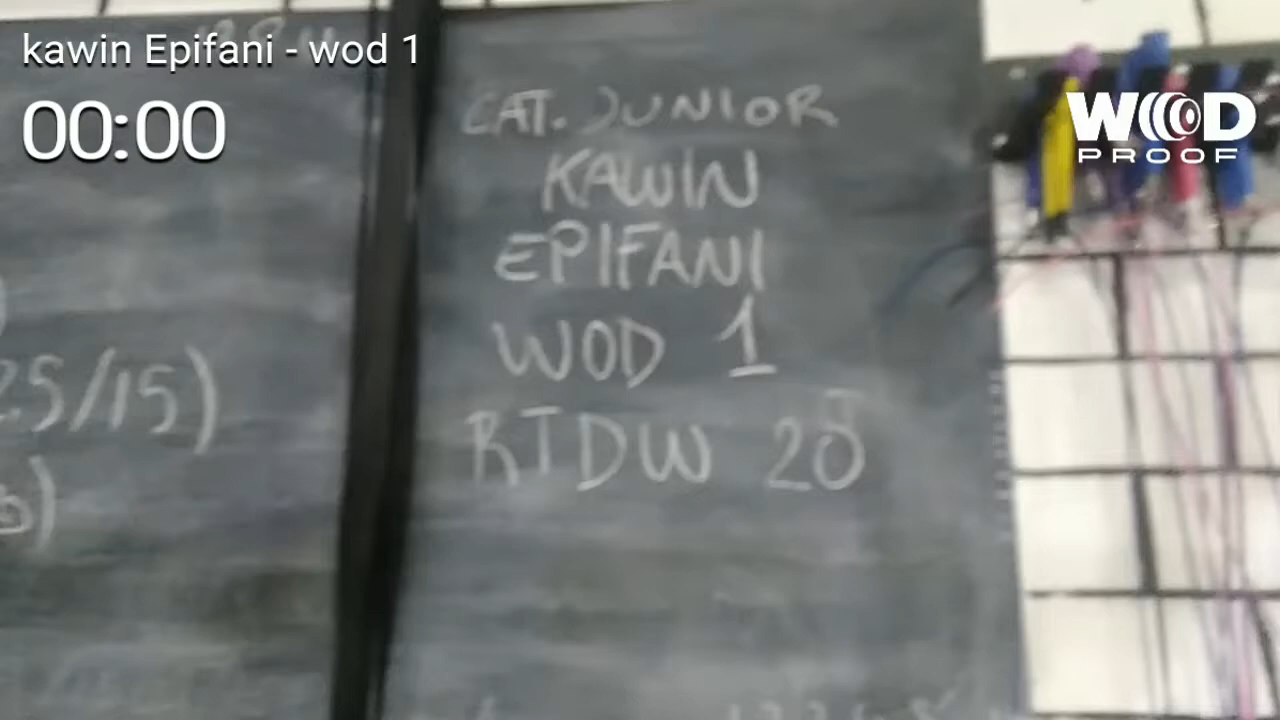 kawin Epifani - wod 1
00:00
WOD
PROOF
CAT. JUNIOR
KAWIN
EPIFANI
WOD 1
RTDW 20
25/15)